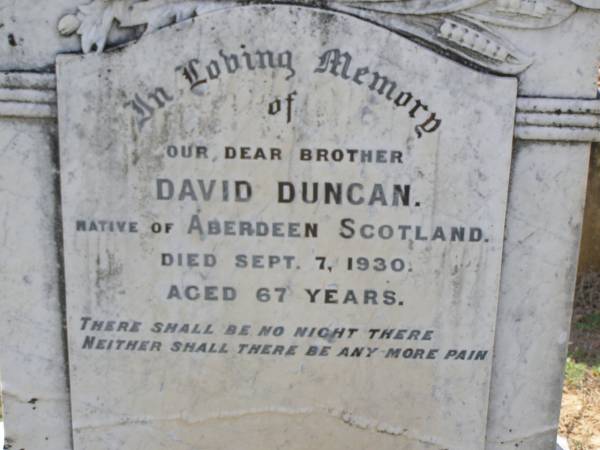 In Loving Memory
of
OUR DEAR BROTHER
DAVID DUNCAN.
NATIVE OF ABERDEEN SCOTLAND.
DIED SEPT. 7, 1930.
AGED 67 YEARS.
THERE SHALL BE NO NIGHT THERE
NEITHER SHALL THERE BE ANY MORE PAIN